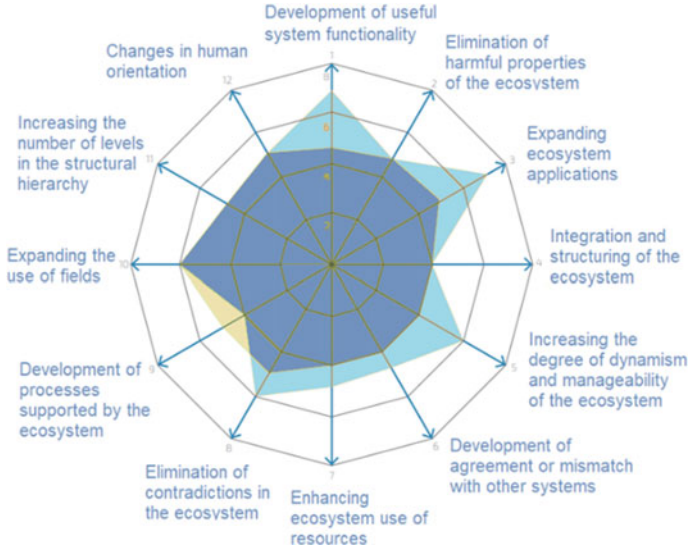 Development of useful
system functionality
1
Elimination of
harmful properties
of the ecosystem
2
Expanding
ecosystem
applications
3
Integration and
structuring of the
ecosystem
4
Increasing the
degree of dynamism
and manageability
of the ecosystem
5
Development of
agreement or mismatch
with other systems
6
Enhancing
ecosystem use of
resources
7
Elimination of
contradictions in
the ecosystem
8
Development of
processes
supported by the
ecosystem
9
Expanding the
use of fields
10
Increasing the
number of levels
in the structural
hierarchy
11
Changes in human
orientation
12